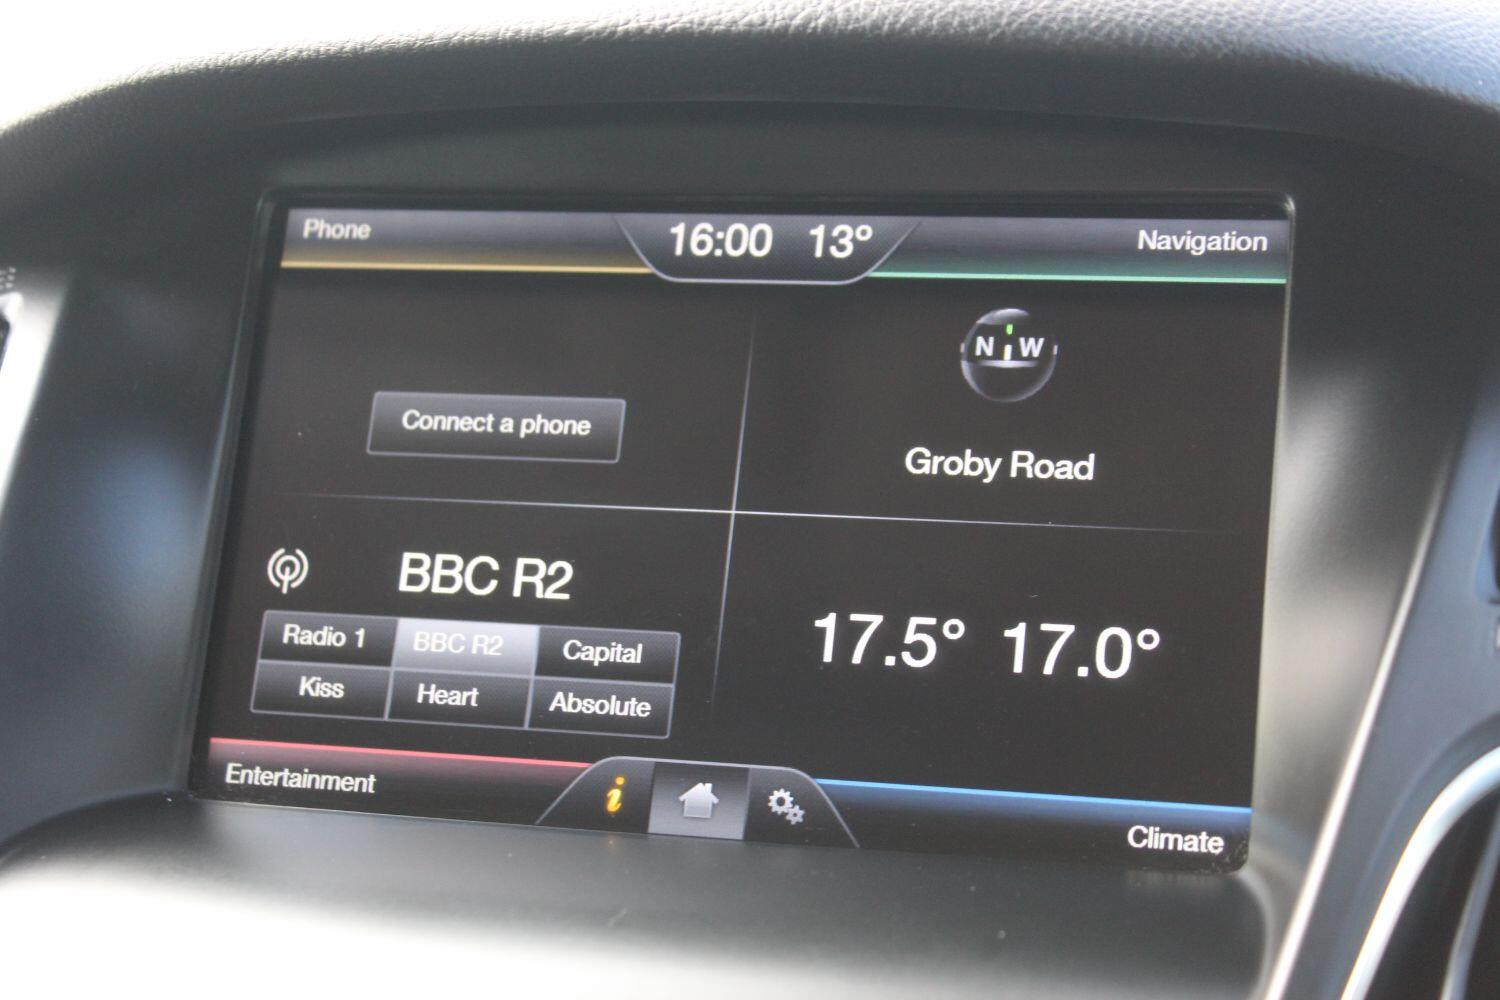 Phone
16:00 13°
Navigation
N W
Connect a phone
Groby Road
BBC R2
Radio 1 BBC R2 Capital
Kiss Heart Absolute
17.5° 17.0°
Entertainment
i
Climate